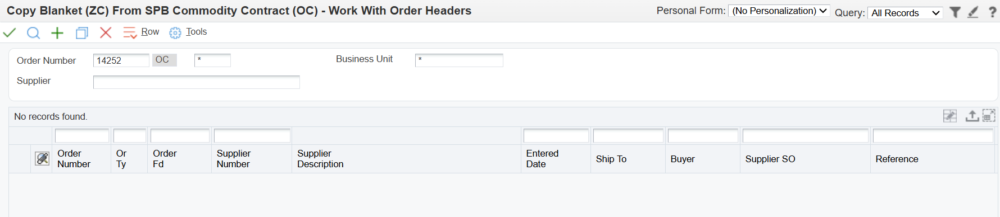 Copy Blanket (ZC) From SPB Commodity Contract (OC) - Work With Order Headers
Personal Form: (No Personalization) Query: All Records ?
Row Tools
Order Number 14252 OC * Business Unit *
Supplier
No records found.
Order Number Or Ty Order Fd Supplier Number Supplier Description Entered Date Ship To Buyer Supplier SO Reference